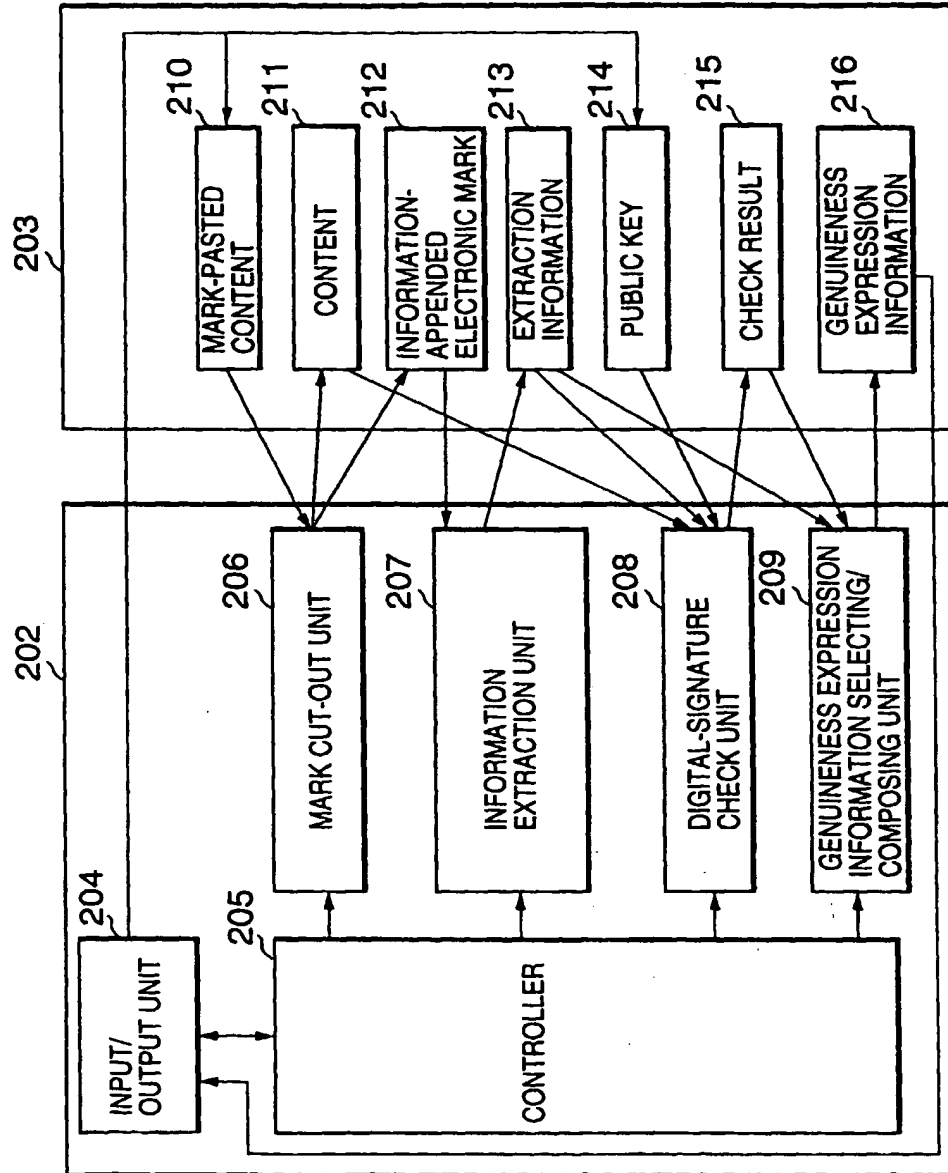 202
203
204
INPUT/
OUTPUT UNIT
205
CONTROLLER
206
MARK CUT-OUT UNIT
207
INFORMATION
EXTRACTION UNIT
208
DIGITAL-SIGNATURE
CHECK UNIT
209
GENUINENESS EXPRESSION
INFORMATION SELECTING/
COMPOSING UNIT
210
MARK-PASTED
CONTENT
211
CONTENT
212
INFORMATION-
APPENDED
ELECTRONIC MARK
213
EXTRACTION
INFORMATION
214
PUBLIC KEY
215
CHECK RESULT
216
GENUINENESS
EXPRESSION
INFORMATION